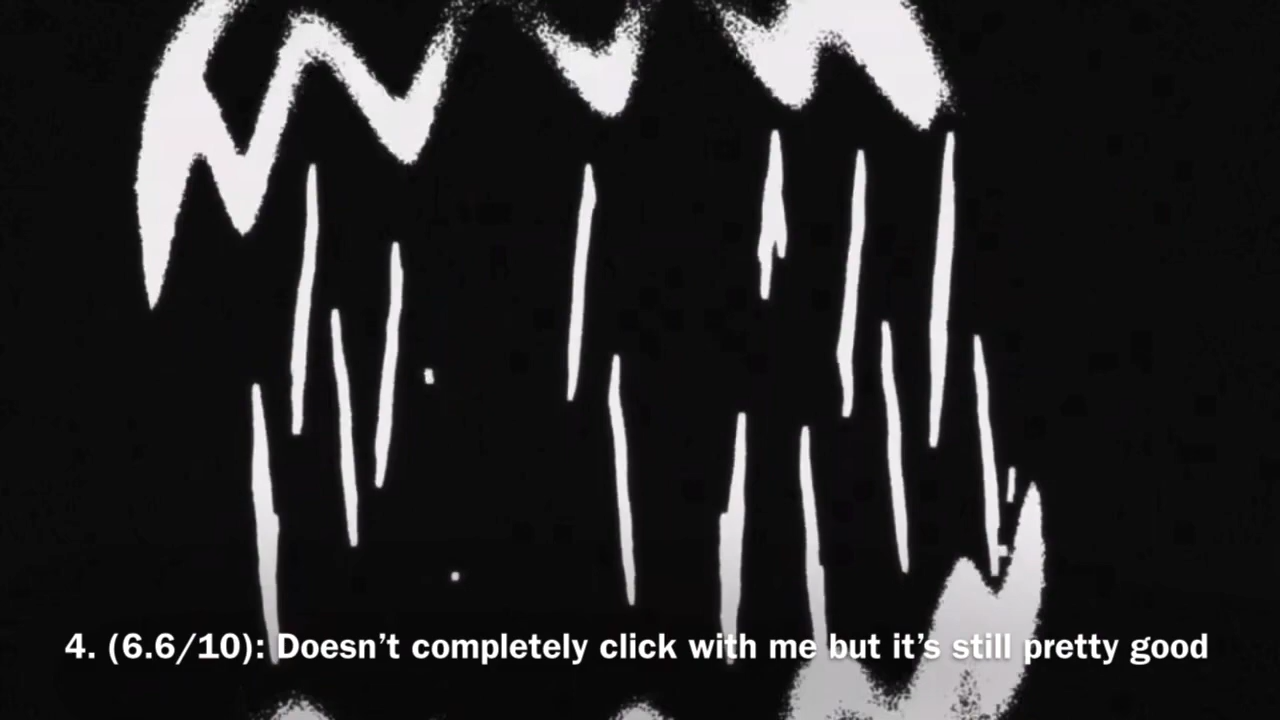 4. (6.6/10): Doesn’t completely click with me but it’s still pretty good